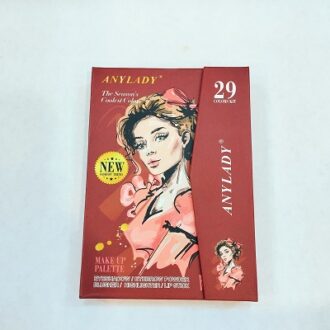 ANYLADY®
The Season's
Coolest Color
29
COLORS KIT
NEW
ANYLADY®
MAKE UP
PALETTE
EYESHADOW / EYEBROW POWDER
BLUSHER / HIGHLIGHTER / LIP STICK